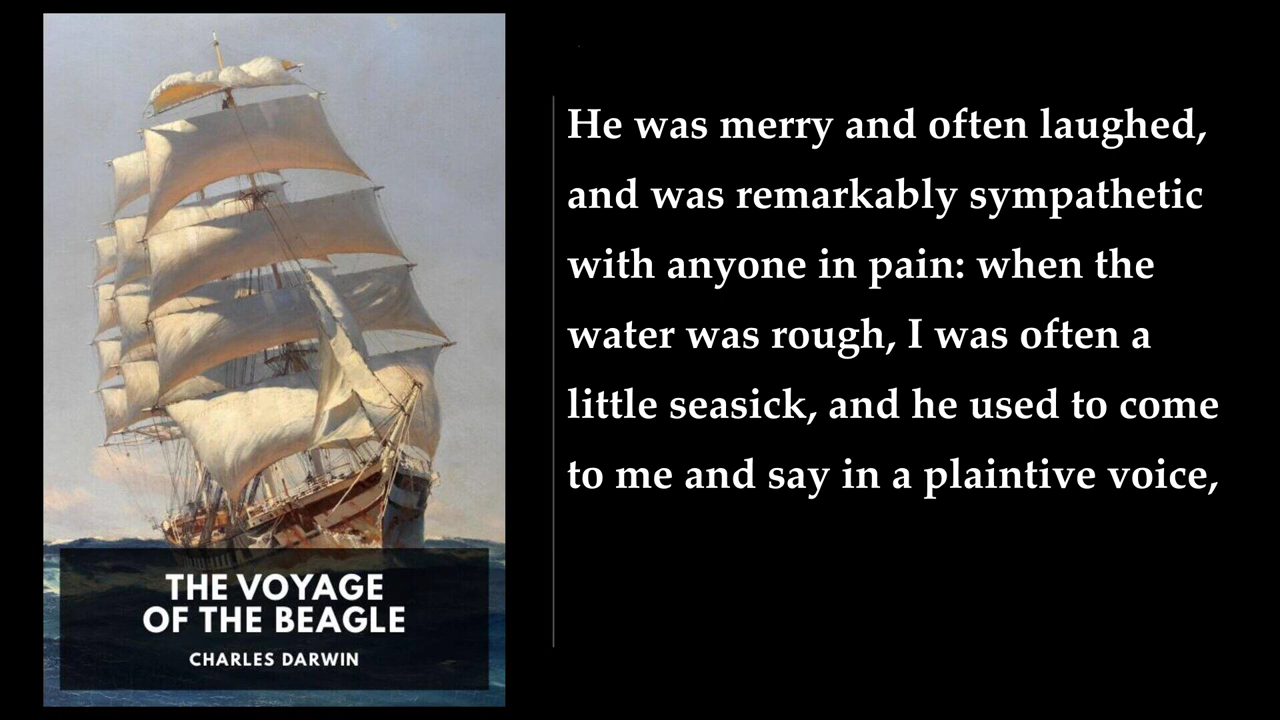 THE VOYAGE
OF THE BEAGLE
CHARLES DARWIN
He was merry and often laughed,
and was remarkably sympathetic
with anyone in pain: when the
water was rough, I was often a
little seasick, and he used to come
to me and say in a plaintive voice,